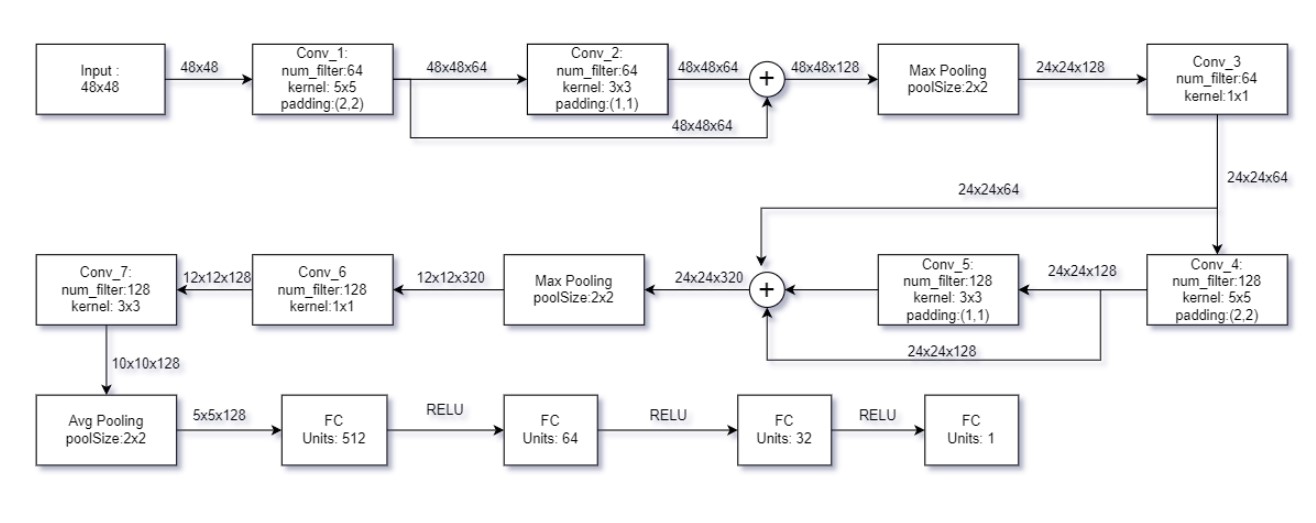 Input :
48x48
48x48
Conv_1:
num_filter:64
kernel: 5x5
padding:(2,2)
48x48x64
Conv_2:
num_filter:64
kernel: 3x3
padding:(1,1)
48x48x64
+
48x48x128
48x48x64
Max Pooling
poolSize:2x2
24x24x128
Conv_3
num_filter:64
kernel:1x1
24x24x64
24x24x64
Conv_4:
num_filter:128
kernel: 5x5
padding:(2,2)
24x24x128
Conv_5:
num_filter:128
kernel: 3x3
padding:(1,1)
24x24x128
+
24x24x320
Max Pooling
poolSize:2x2
12x12x320
Conv_6
num_filter:128
kernel:1x1
12x12x128
Conv_7:
num_filter:128
kernel: 3x3
10x10x128
Avg Pooling
poolSize:2x2
5x5x128
FC
Units: 512
RELU
FC
Units: 64
RELU
FC
Units: 32
RELU
FC
Units: 1